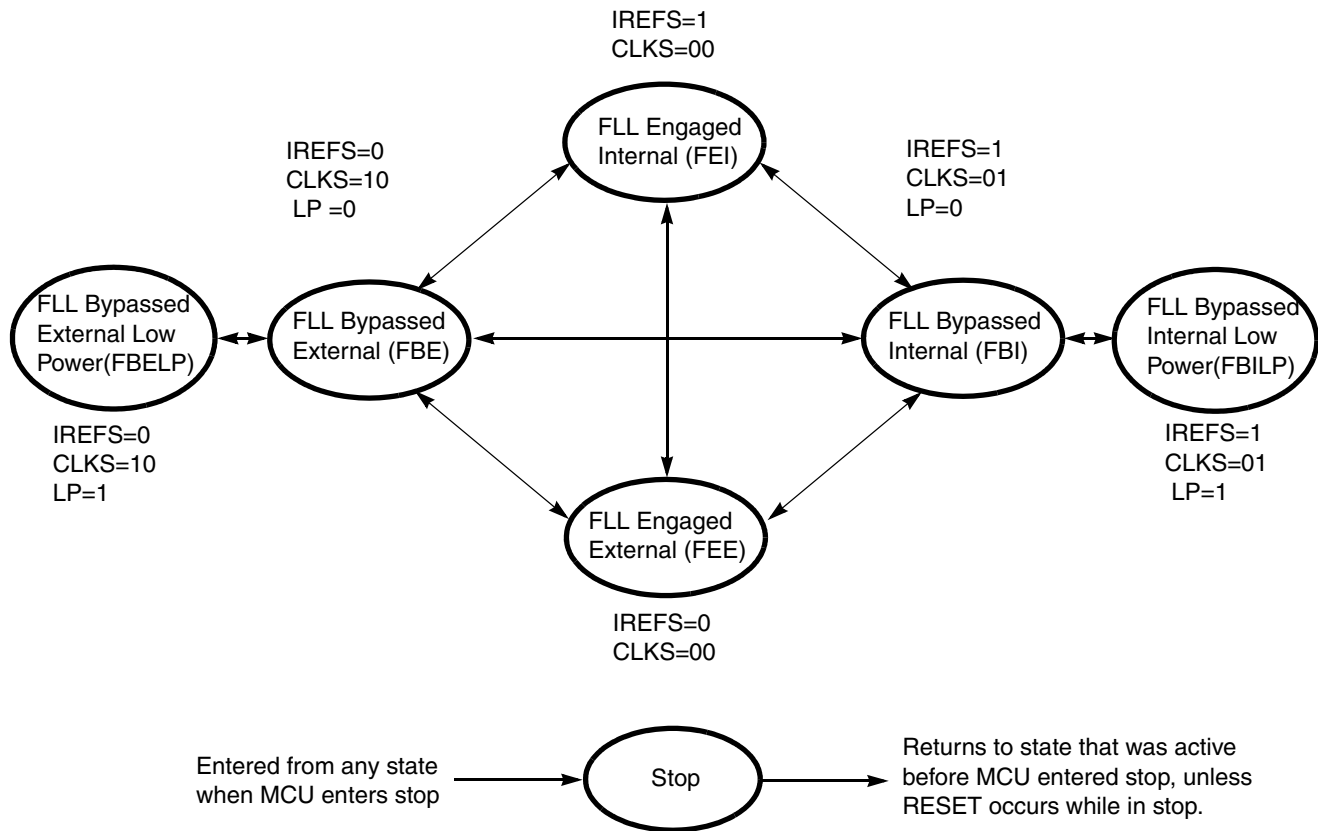 IREFS=1
CLKS=00
FLL Engaged
Internal (FEI)
IREFS=0
CLKS=10
LP =0
IREFS=1
CLKS=01
LP=0
FLL Bypassed
External Low
Power(FBELP)
FLL Bypassed
External (FBE)
FLL Bypassed
Internal (FBI)
FLL Bypassed
Internal Low
Power(FBILP)
IREFS=0
CLKS=10
LP=1
IREFS=1
CLKS=01
LP=1
FLL Engaged
External (FEE)
IREFS=0
CLKS=00
Entered from any state
when MCU enters stop
Stop
Returns to state that was active
before MCU entered stop, unless
RESET occurs while in stop.